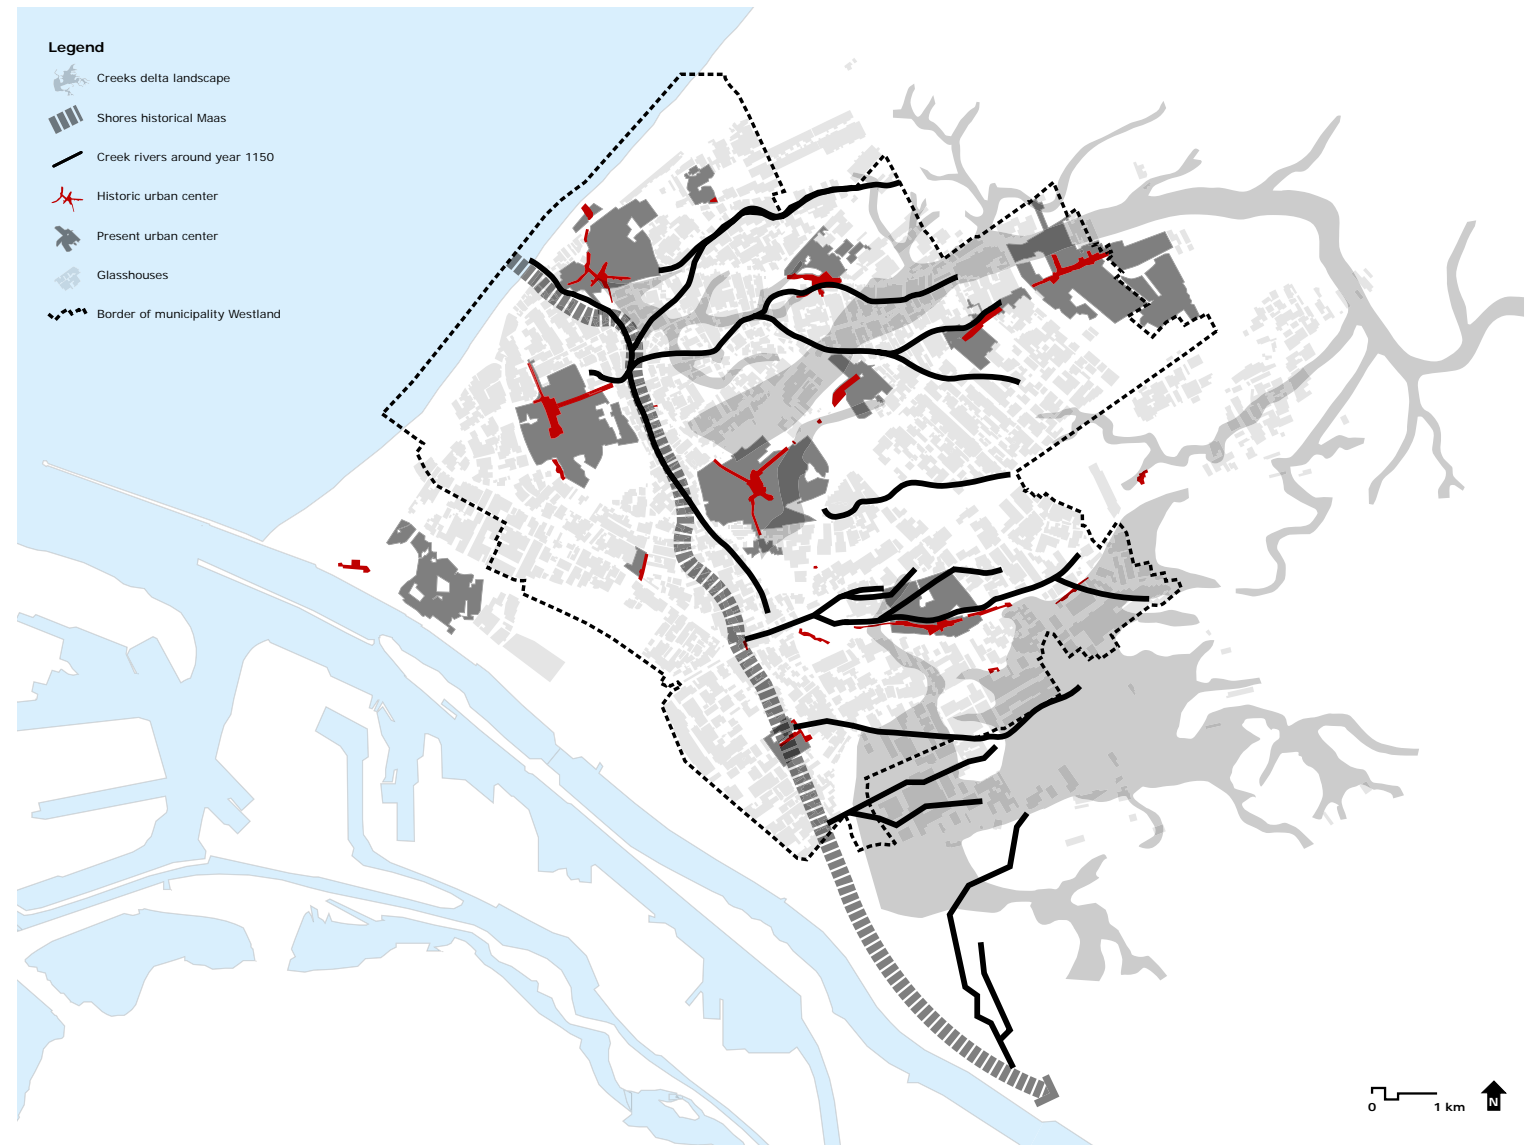 Legend
Creeks delta landscape
Shores historical Maas
Creek rivers around year 1150
Historic urban center
Present urban center
Glasshouses
Border of municipality Westland
0 1 km N